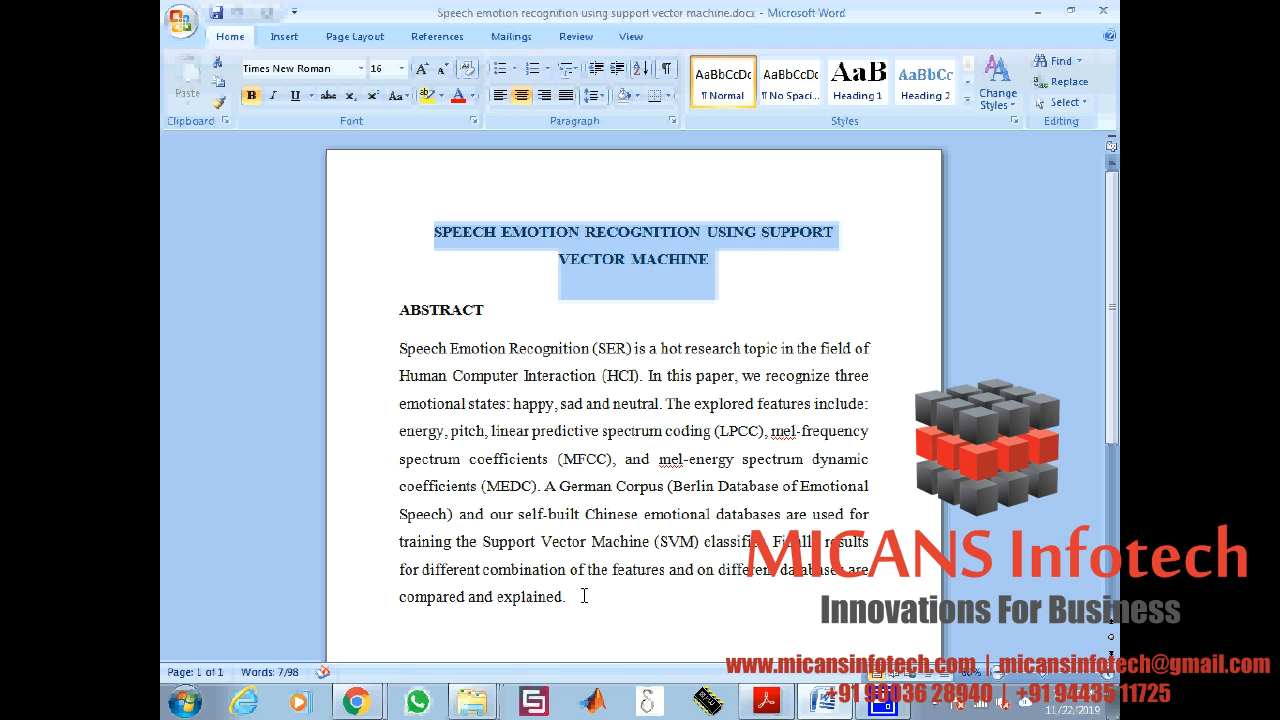 Speech emotion recognition using support vector machine.docx - Microsoft Word
Home Insert Page Layout References Mailings Review View
Paste
Times New Roman 16
AaBbCcDc AaBbCcDc AaB AaBbCc
¶ Normal ¶ No Spaci... Heading 1 Heading 2
Change Styles
Find
Replace
Select
Clipboard Font Paragraph Styles Editing
SPEECH EMOTION RECOGNITION USING SUPPORT
VECTOR MACHINE
ABSTRACT
Speech Emotion Recognition (SER) is a hot research topic in the field of
Human Computer Interaction (HCI). In this paper, we recognize three
emotional states: happy, sad and neutral. The explored features include:
energy, pitch, linear predictive spectrum coding (LPCC), mel-frequency
spectrum coefficients (MFCC), and mel-energy spectrum dynamic
coefficients (MEDC). A German Corpus (Berlin Database of Emotional
Speech) and our self-built Chinese emotional databases are used for
training the Support Vector Machine (SVM) classifier. Finally results
for different combination of the features and on different databases are
compared and explained.
MICANS Infotech
Innovations For Business
www.micansinfotech.com | micansinfotech@gmail.com
+91 90036 28940 | +91 94435 11725
Page: 1 of 1 Words: 7/98
11/22/2019